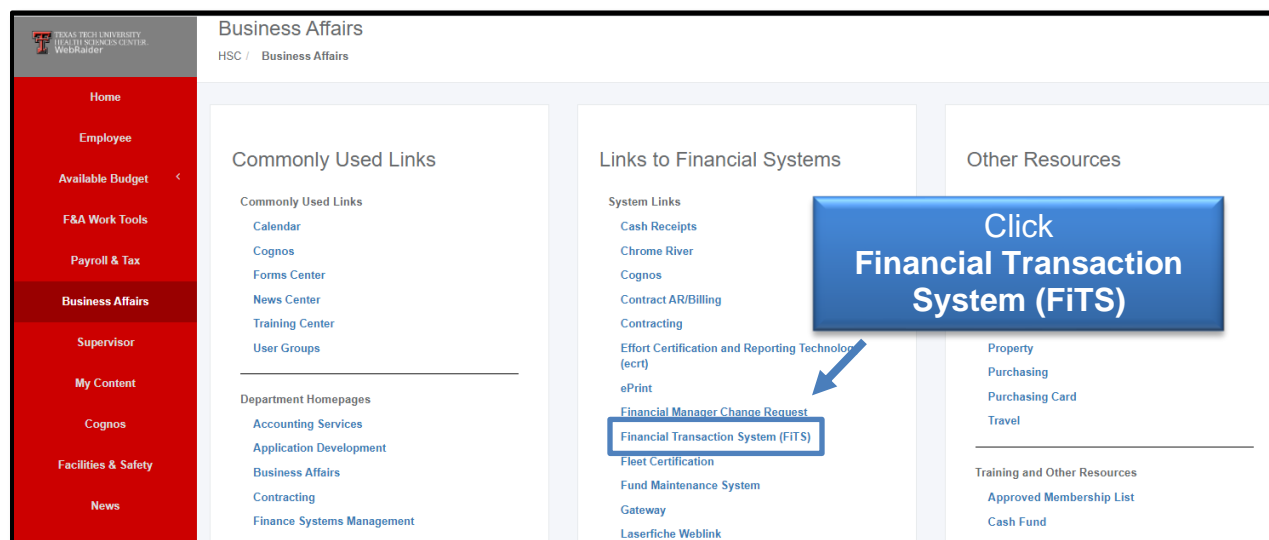 TEXAS TECH UNIVERSITY
HEALTH SCIENCES CENTER.
WebRaider
Home
Employee
Available Budget <
F&A Work Tools
Payroll & Tax
Business Affairs
Supervisor
My Content
Cognos
Facilities & Safety
News
Business Affairs
HSC / Business Affairs
Commonly Used Links
Commonly Used Links
Calendar
Cognos
Forms Center
News Center
Training Center
User Groups
Department Homepages
Accounting Services
Application Development
Business Affairs
Contracting
Finance Systems Management
Links to Financial Systems
System Links
Cash Receipts
Chrome River
Cognos
Contract AR/Billing
Contracting
Effort Certification and Reporting Technology
(ecrt)
ePrint
Financial Manager Change Request
Financial Transaction System (FiTS)
Fleet Certification
Fund Maintenance System
Gateway
Laserfiche Weblink
Click
Financial Transaction
System (FiTS)
Other Resources
Property
Purchasing
Purchasing Card
Travel
Training and Other Resources
Approved Membership List
Cash Fund